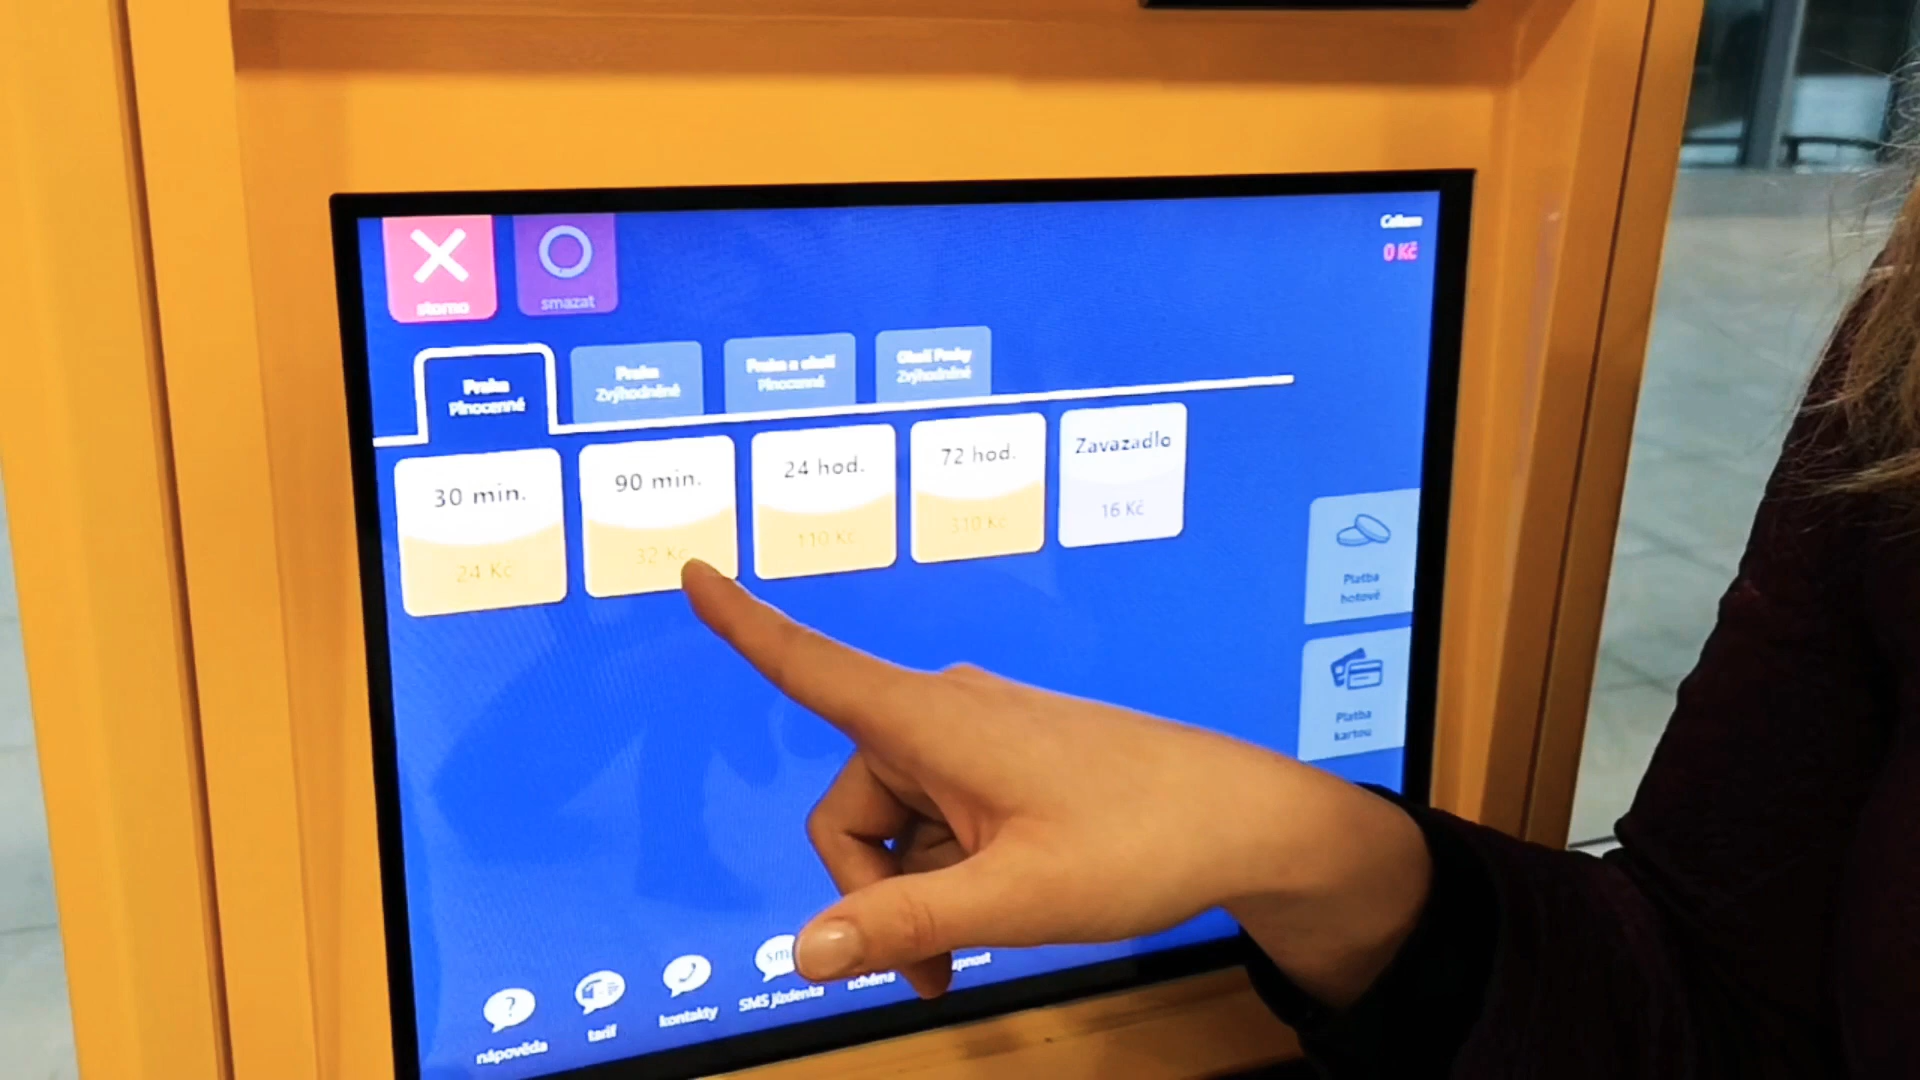 storno
smazat
Celkem
0 Kč
Praha
Plnocenné
Praha
Zvýhodněné
Praha a okolí
Plnocenné
Okolí Prahy
Zvýhodněné
30 min.
24 Kč
90 min.
32 Kč
24 hod.
110 Kč
72 hod.
310 Kč
Zavazadlo
16 Kč
Platba
hotově
Platba
kartou
?
nápověda
tarif
kontakty
SMS jízdenka
schéma